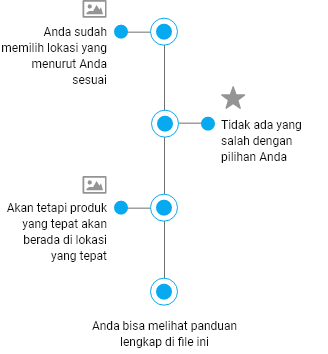 Anda sudah
memilih lokasi yang
menurut Anda
sesuai
Tidak ada yang
salah dengan
pilihan Anda
Akan tetapi produk
yang tepat akan
berada di lokasi
yang tepat
Anda bisa melihat panduan
lengkap di file ini